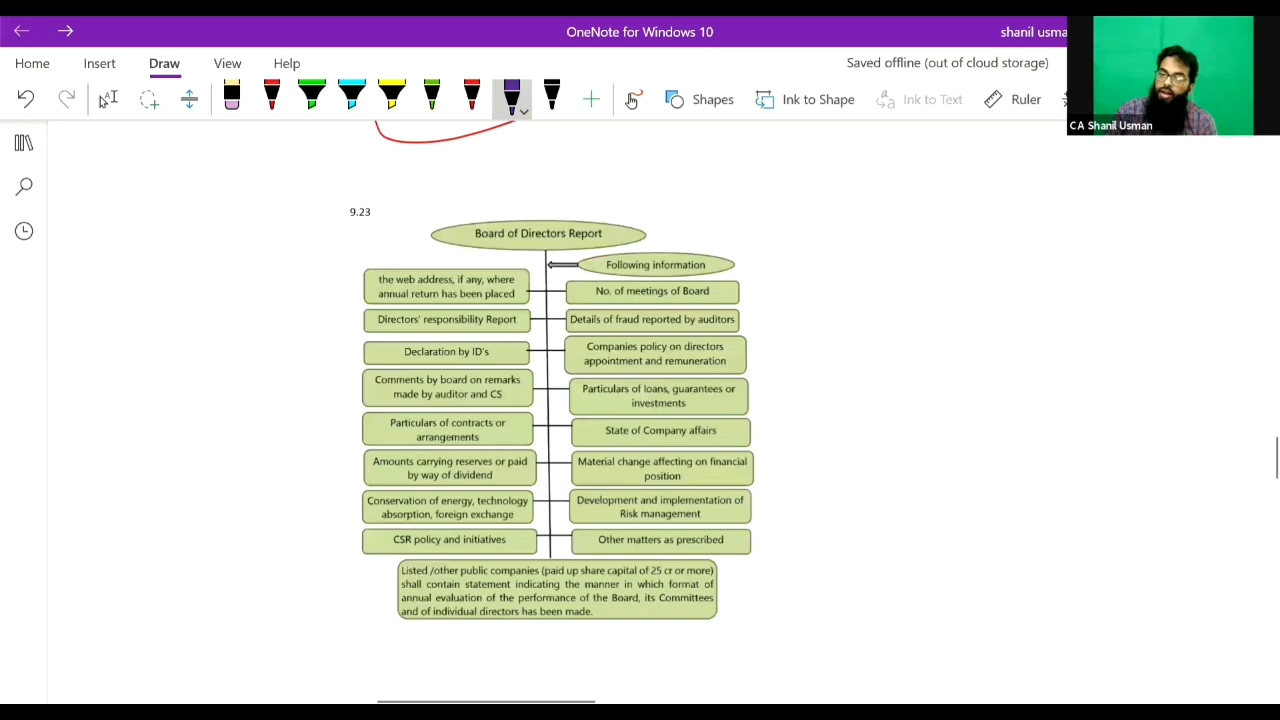 OneNote for Windows 10
shanil usma
Home
Insert
Draw
View
Help
Saved offline (out of cloud storage)
Shapes
Ink to Shape
Ink to Text
Ruler
CA Shanil Usman
9.23
Board of Directors Report
Following information
the web address, if any, where
annual return has been placed
No. of meetings of Board
Directors' responsibility Report
Details of fraud reported by auditors
Declaration by ID's
Companies policy on directors
appointment and remuneration
Comments by board on remarks
made by auditor and CS
Particulars of loans, guarantees or
investments
Particulars of contracts or
arrangements
State of Company affairs
Amounts carrying reserves or paid
by way of dividend
Material change affecting on financial
position
Conservation of energy, technology
absorption, foreign exchange
Development and implementation of
Risk management
CSR policy and initiatives
Other matters as prescribed
Listed /other public companies (paid up share capital of 25 cr or more)
shall contain statement indicating the manner in which format of
annual evaluation of the performance of the Board, its Committees
and of individual directors has been made.